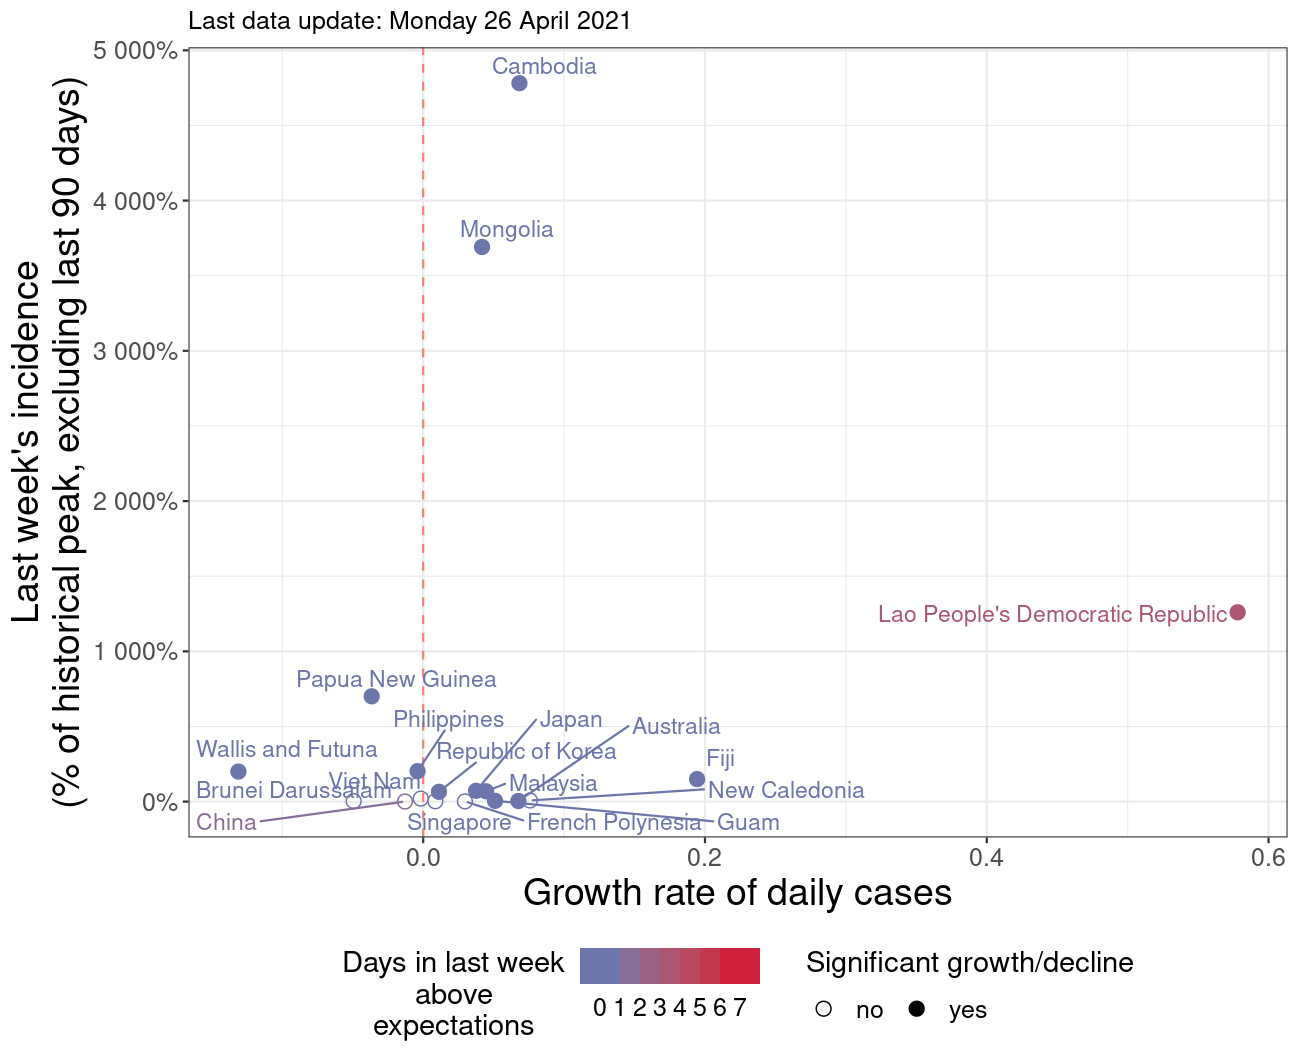 Last data update: Monday 26 April 2021
Last week's incidence
(% of historical peak, excluding last 90 days)
5 000%
4 000%
3 000%
2 000%
1 000%
0%
Cambodia
Mongolia
Lao People's Democratic Republic
Papua New Guinea
Philippines
Japan
Australia
Wallis and Futuna
Republic of Korea
Fiji
Viet Nam
Malaysia
Brunei Darussalam
New Caledonia
China
Singapore
French Polynesia
Guam
0.0
0.2
0.4
0.6
Growth rate of daily cases
Days in last week
above
expectations
0 1 2 3 4 5 6 7
Significant growth/decline
no
yes